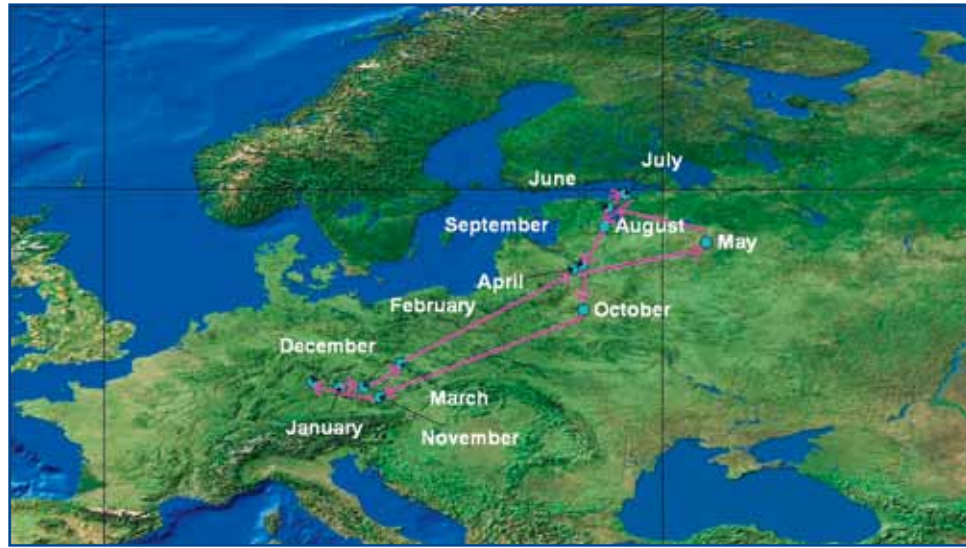 July
June
September
August
May
April
February
October
December
March
January
November